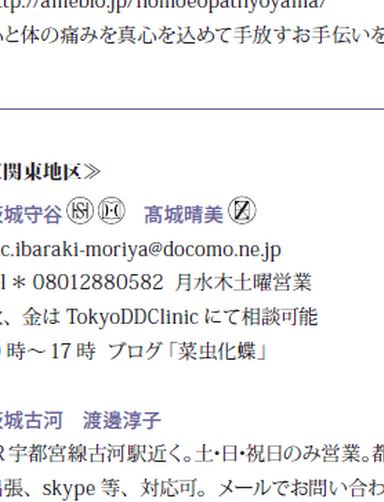 ttp://ameblo.jp/homoeopathyoyama/
と体の痛みを真心を込めて手放すお手伝いを
関東地区≫
茨城守谷 高城晴美
c.ibaraki-moriya@docomo.ne.jp
l ＊ 08012880582 月水木土曜営業
、金は TokyoDDClinic にて相談可能
時〜 17 時 ブログ「菜虫化蝶」
茨城古河 渡邊淳子
R 宇都宮線古河駅近く。土・日・祝日のみ営業。都
出張、skype 等、対応可。メールでお問い合わ